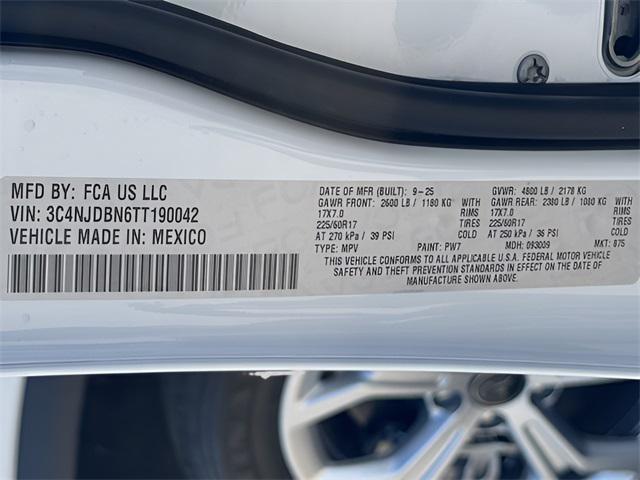 MFD BY: FCA US LLC
VIN: 3C4NJDBN6TT190042
VEHICLE MADE IN: MEXICO
DATE OF MFR (BUILT): 9-25 GVWR: 4800 LB / 2178 KG
GAWR FRONT: 2600 LB / 1180 KG WITH GAWR REAR: 2380 LB / 1080 KG WITH
17X7.0 RIMS 17X7.0 RIMS
225/60R17 TIRES 225/60R17 TIRES
AT 270 kPa / 39 PSI COLD AT 250 kPa / 36 PSI COLD
TYPE: MPV PAINT: PW7 MDH: 093009 MKT: 875
THIS VEHICLE CONFORMS TO ALL APPLICABLE U.S.A. FEDERAL MOTOR VEHICLE
SAFETY AND THEFT PREVENTION STANDARDS IN EFFECT ON THE DATE OF
MANUFACTURE SHOWN ABOVE.